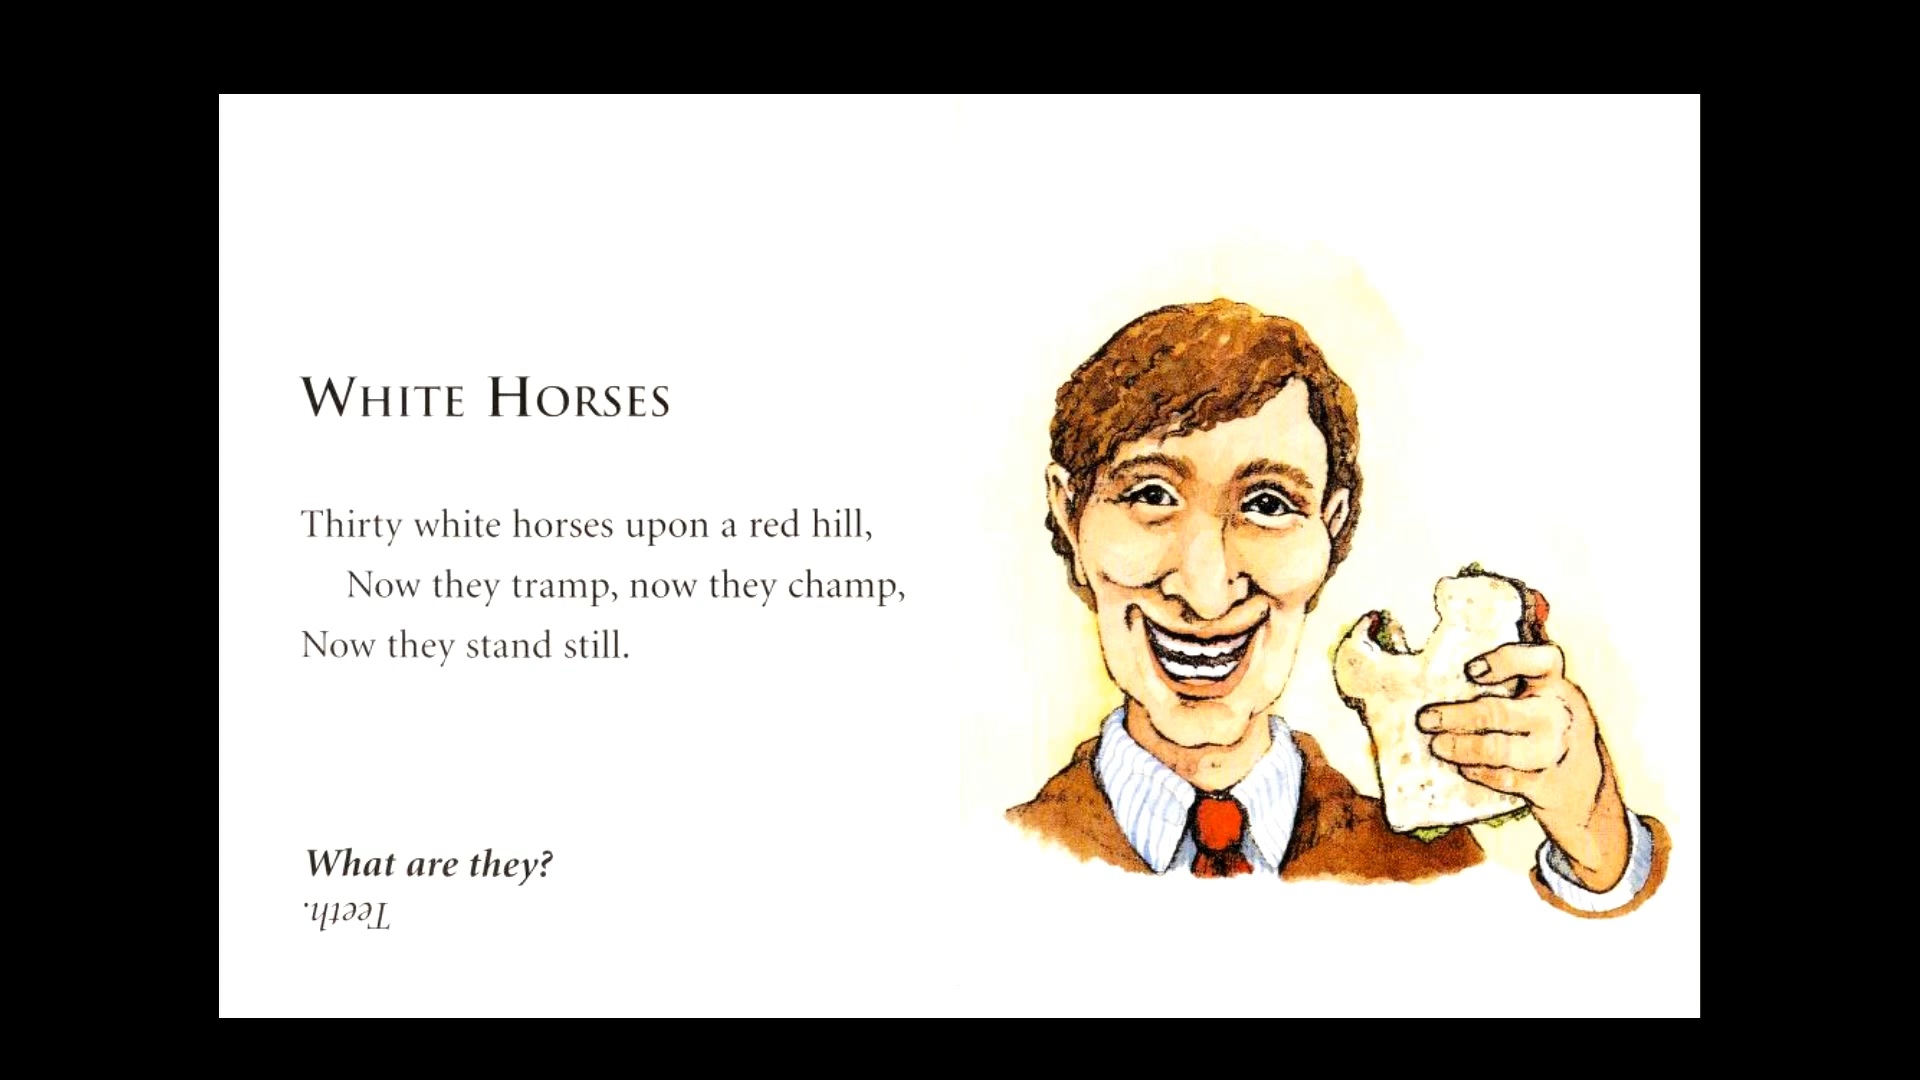 WHITE HORSES
Thirty white horses upon a red hill,
Now they tramp, now they champ,
Now they stand still.
What are they?
Teeth.